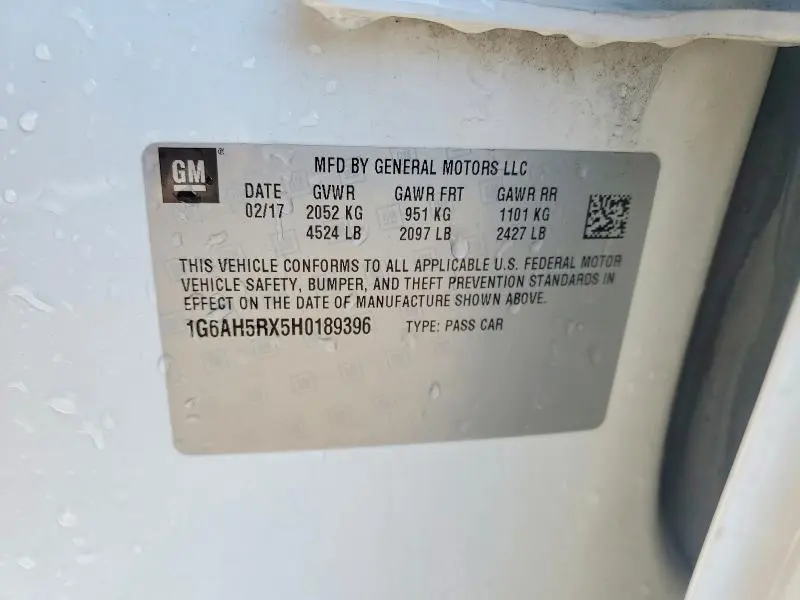 GM ®
MFD BY GENERAL MOTORS LLC
DATE GVWR GAWR FRT GAWR RR
02/17 2052 KG 951 KG 1101 KG
4524 LB 2097 LB 2427 LB
THIS VEHICLE CONFORMS TO ALL APPLICABLE U.S. FEDERAL MOTOR
VEHICLE SAFETY, BUMPER, AND THEFT PREVENTION STANDARDS IN
EFFECT ON THE DATE OF MANUFACTURE SHOWN ABOVE.
1G6AH5RX5H0189396 TYPE: PASS CAR